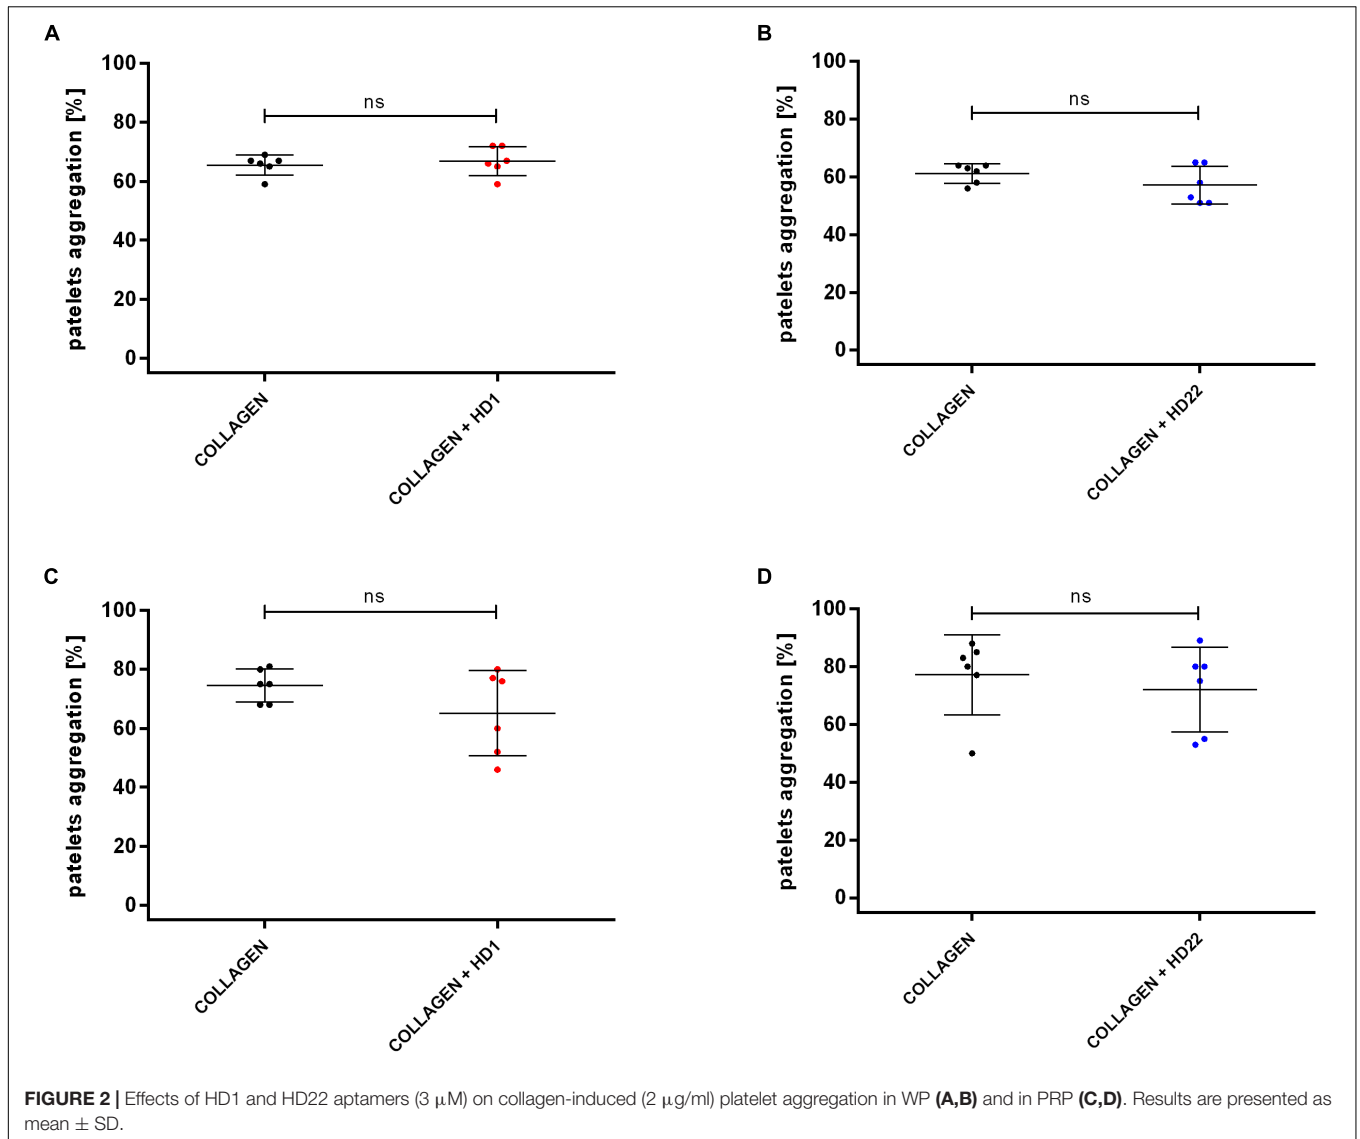 A
patelets aggregation [%]
100
80
60
40
20
0
ns
COLLAGEN
COLLAGEN + HD1
B
patelets aggregation [%]
100
80
60
40
20
0
ns
COLLAGEN
COLLAGEN + HD22
C
patelets aggregation [%]
100
80
60
40
20
0
ns
COLLAGEN
COLLAGEN + HD1
D
patelets aggregation [%]
100
80
60
40
20
0
ns
COLLAGEN
COLLAGEN + HD22
FIGURE 2 | Effects of HD1 and HD22 aptamers (3 μM) on collagen-induced (2 μg/ml) platelet aggregation in WP (A,B) and in PRP (C,D). Results are presented as
mean ± SD.